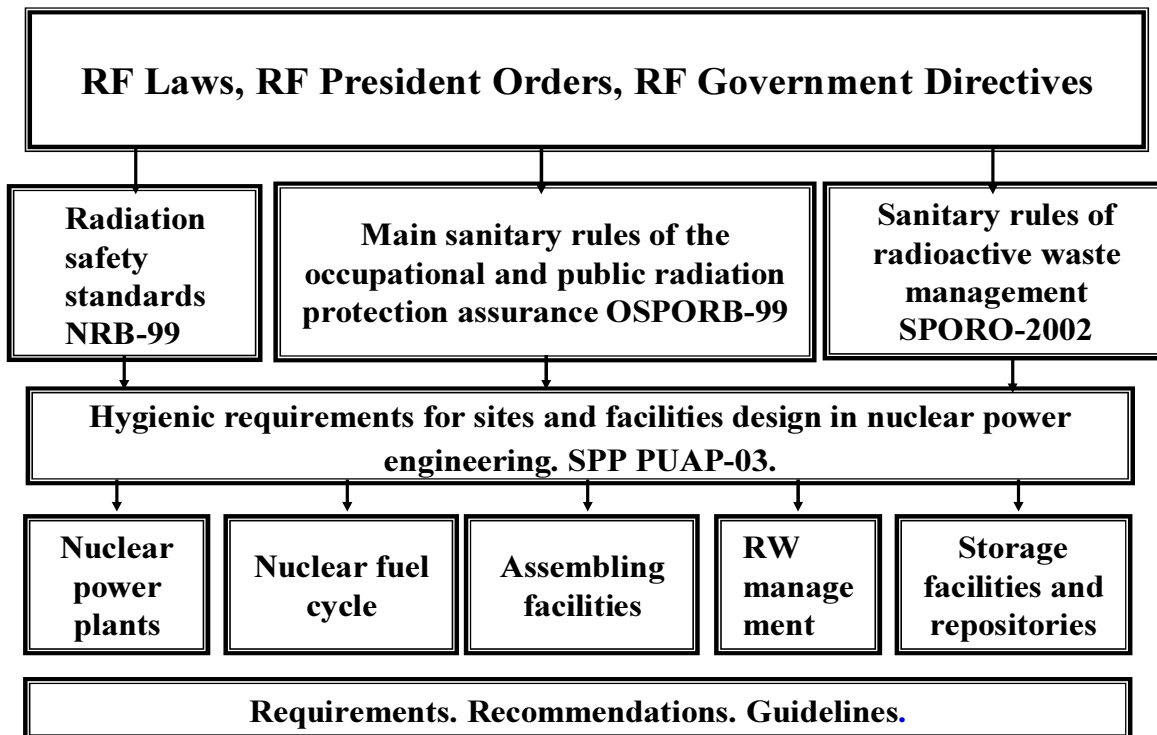 RF Laws, RF President Orders, RF Government Directives
Radiation
safety
standards
NRB-99
Main sanitary rules of the
occupational and public radiation
protection assurance OSPORB-99
Sanitary rules of
radioactive waste
management
SPORO-2002
Hygienic requirements for sites and facilities design in nuclear power
engineering. SPP PUAP-03.
Nuclear
power
plants
Nuclear fuel
cycle
Assembling
facilities
RW
manage
ment
Storage
facilities and
repositories
Requirements. Recommendations. Guidelines.